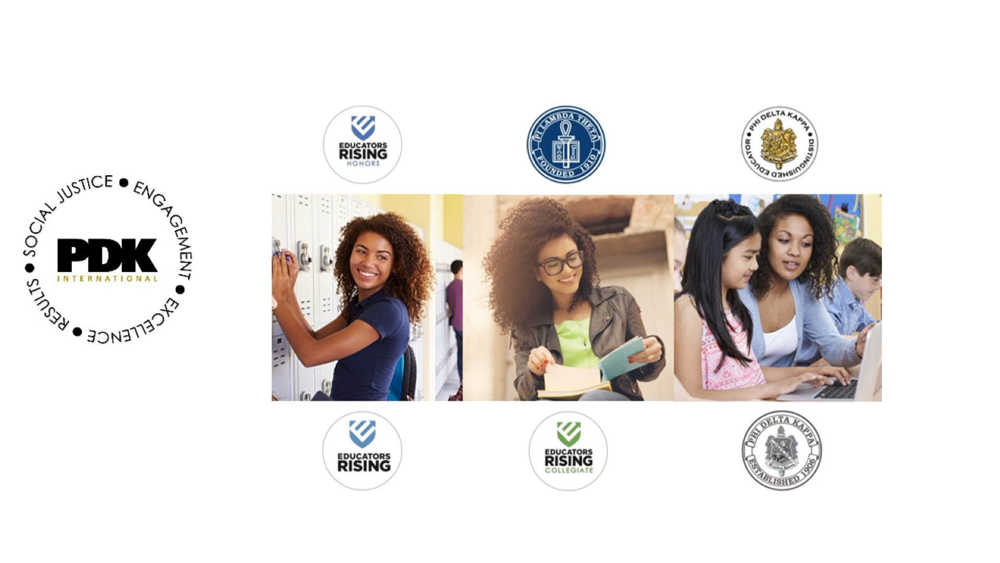 SOCIAL JUSTICE • ENGAGEMENT • EXCELLENCE • RESULTS •
PDK
INTERNATIONAL
EDUCATORS
RISING
HONORS
PI LAMBDA THETA
FOUNDED 1910
PHI DELTA KAPPA • DISTINGUISHED EDUCATOR •
EDUCATORS
RISING
EDUCATORS
RISING
COLLEGIATE
PHI DELTA KAPPA
ESTABLISHED 1906